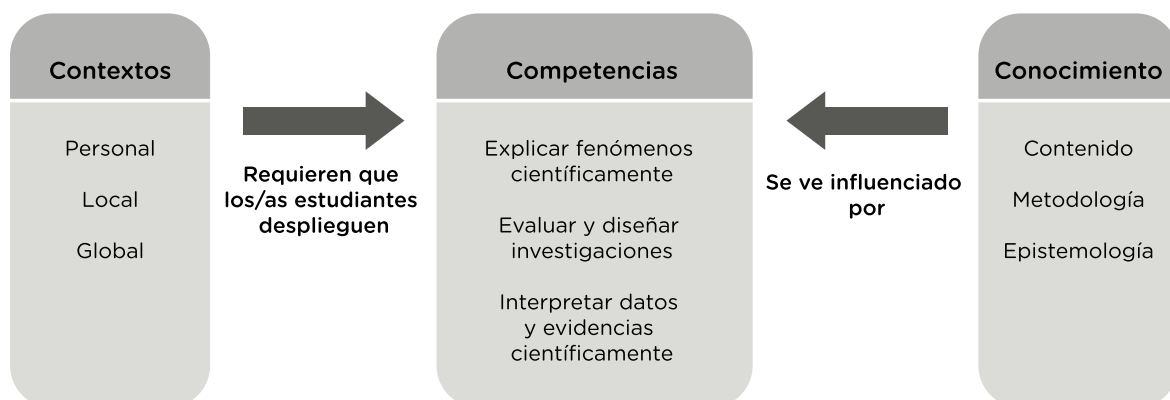 Contextos
Personal
Local
Global
Requieren que
los/as estudiantes
desplieguen
Competencias
Explicar fenómenos
científicamente
Evaluar y diseñar
investigaciones
Interpretar datos
y evidencias
científicamente
Se ve influenciado
por
Conocimiento
Contenido
Metodología
Epistemología